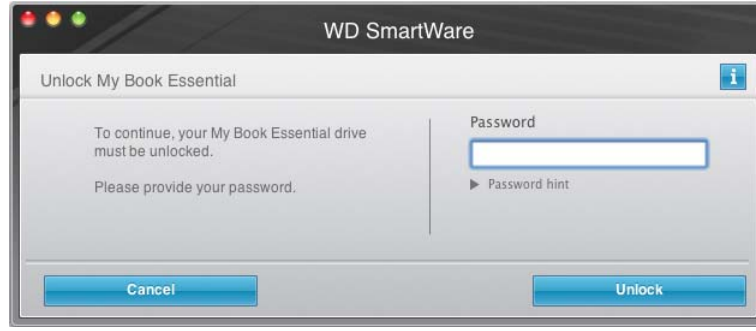 WD SmartWare
Unlock My Book Essential
i
To continue, your My Book Essential drive
must be unlocked.
Please provide your password.
Password
Password hint
Cancel
Unlock